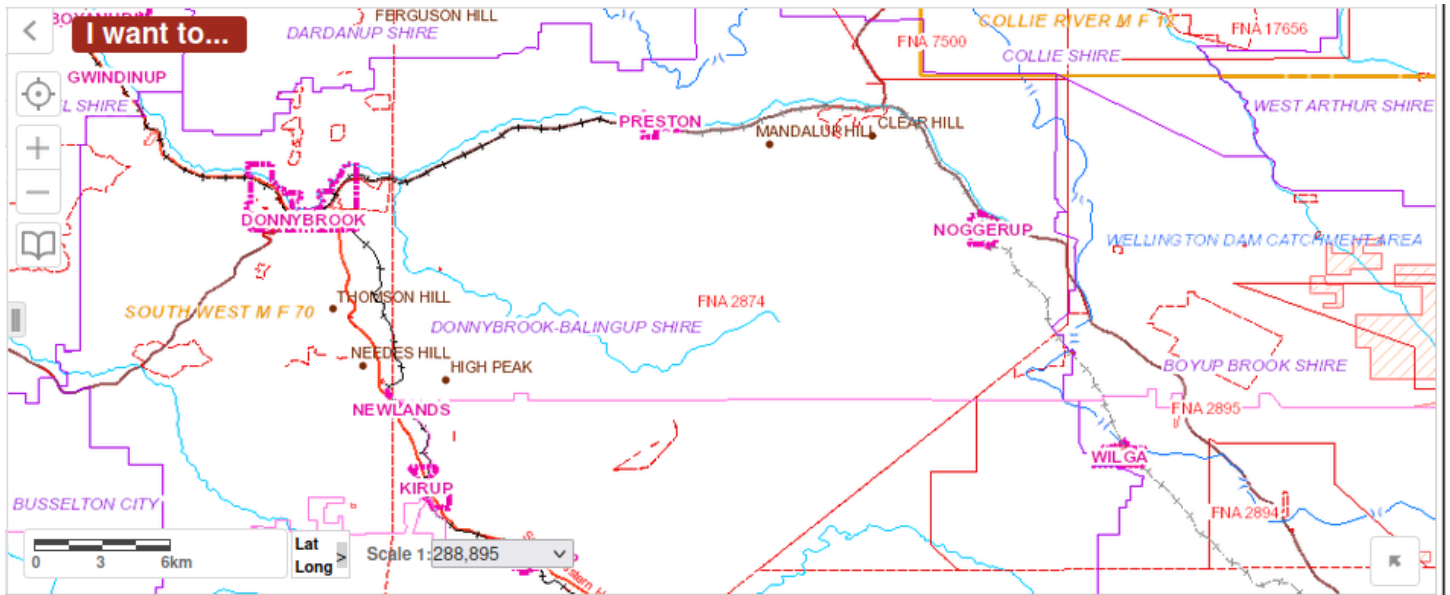 BOYANUP
I want to...
FERGUSON HILL
DARDANUP SHIRE
COLLIE RIVER M F
FNA 17656
FNA 7500
COLLIE SHIRE
GWINDINUP
L SHIRE
WEST ARTHUR SHIRE
PRESTON
MANDALUR HILL
CLEAR HILL
DONNYBROOK
NOGGERUP
WELLINGTON DAM CATCHMENT AREA
THOMSON HILL
FNA 2874
SOUTH WEST M F 70
DONNYBROOK-BALINGUP SHIRE
NEEDES HILL
HIGH PEAK
BOYUP BROOK SHIRE
NEWLANDS
FNA 2895
WILGA
KIRUP
BUSSELTON CITY
FNA 2894
0 3 6km
Lat
Long
>
Scale 1: 288,895